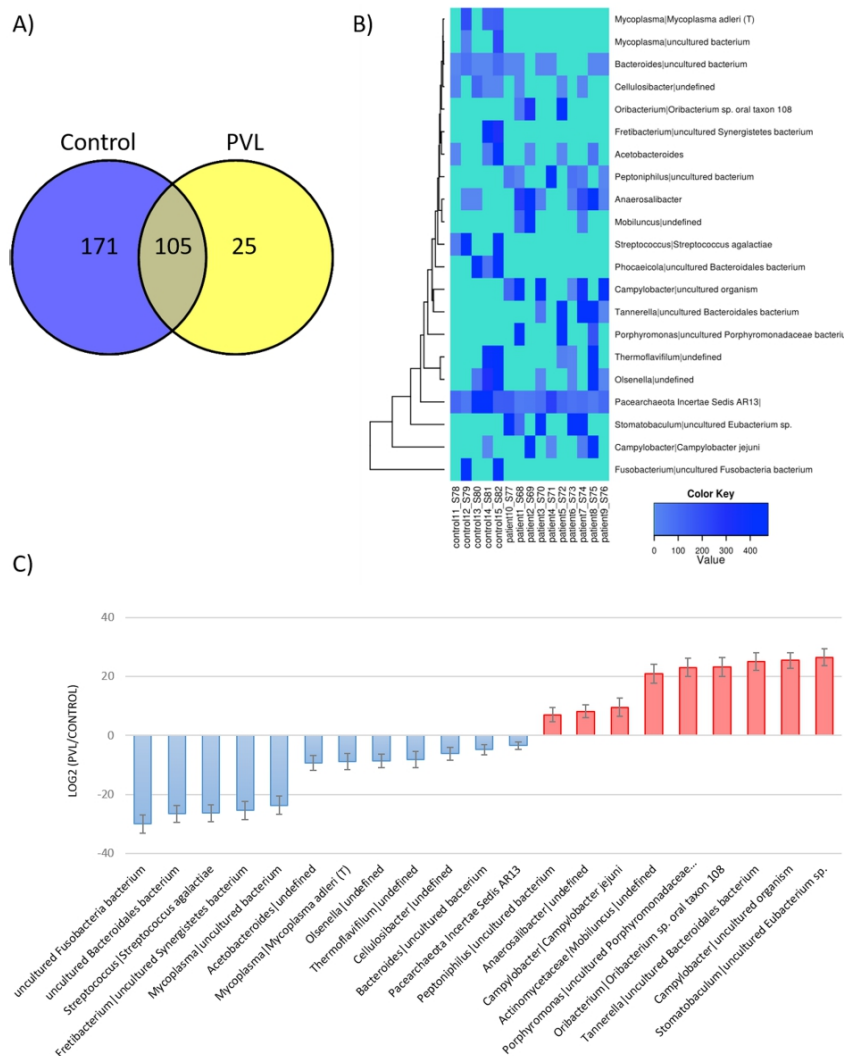 A)
Control
PVL
171
105
25
B)
Mycoplasma|Mycoplasma adleri (T)
Mycoplasma|uncultured bacterium
Bacteroides|uncultured bacterium
Cellulosibacter|undefined
Oribacterium|Oribacterium sp. oral taxon 108
Fretibacterium|uncultured Synergistetes bacterium
Acetobacteroides
Peptoniphilus|uncultured bacterium
Anaerosalibacter
Mobiluncus|undefined
Streptococcus|Streptococcus agalactiae
Phocaeicola|uncultured Bacteroidales bacterium
Campylobacter|uncultured organism
Tannerella|uncultured Bacteroidales bacterium
Porphyromonas|uncultured Porphyromonadaceae bacteriu
Thermoflavifilum|undefined
Olsenella|undefined
Pacearchaeota Incertae Sedis AR13|
Stomatobaculum|uncultured Eubacterium sp.
Campylobacter|Campylobacter jejuni
Fusobacterium|uncultured Fusobacteria bacterium
control11_S78
control12_S79
control13_S80
control14_S81
control15_S82
patient10_S77
patient1_S68
patient2_S69
patient3_S70
patient4_S71
patient5_S72
patient6_S73
patient7_S74
patient8_S75
patient9_S76
Color Key
0 100 200 300 400
Value
C)
LOG2 (PVL/CONTROL)
40
20
0
-20
-40
uncultured Fusobacteria bacterium
uncultured Bacteroidales bacterium
Streptococcus|Streptococcus agalactiae
Fretibacterium|uncultured Synergistetes bacterium
Mycoplasma|uncultured bacterium
Acetobacteroides|undefined
Mycoplasma|Mycoplasma adleri (T)
Olsenella|undefined
Thermoflavifilum|undefined
Cellulosibacter|undefined
Bacteroides|uncultured bacterium
Pacearchaeota Incertae Sedis AR13
Peptoniphilus|uncultured bacterium
Anaerosalibacter|undefined
Campylobacter|Campylobacter jejuni
Actinomycetaceae|Mobiluncus|undefined
Porphyromonas|uncultured Porphyromonadaceae...
Oribacterium|Oribacterium sp. oral taxon 108
Tannerella|uncultured Bacteroidales bacterium
Campylobacter|uncultured organism
Stomatobaculum|uncultured Eubacterium sp.